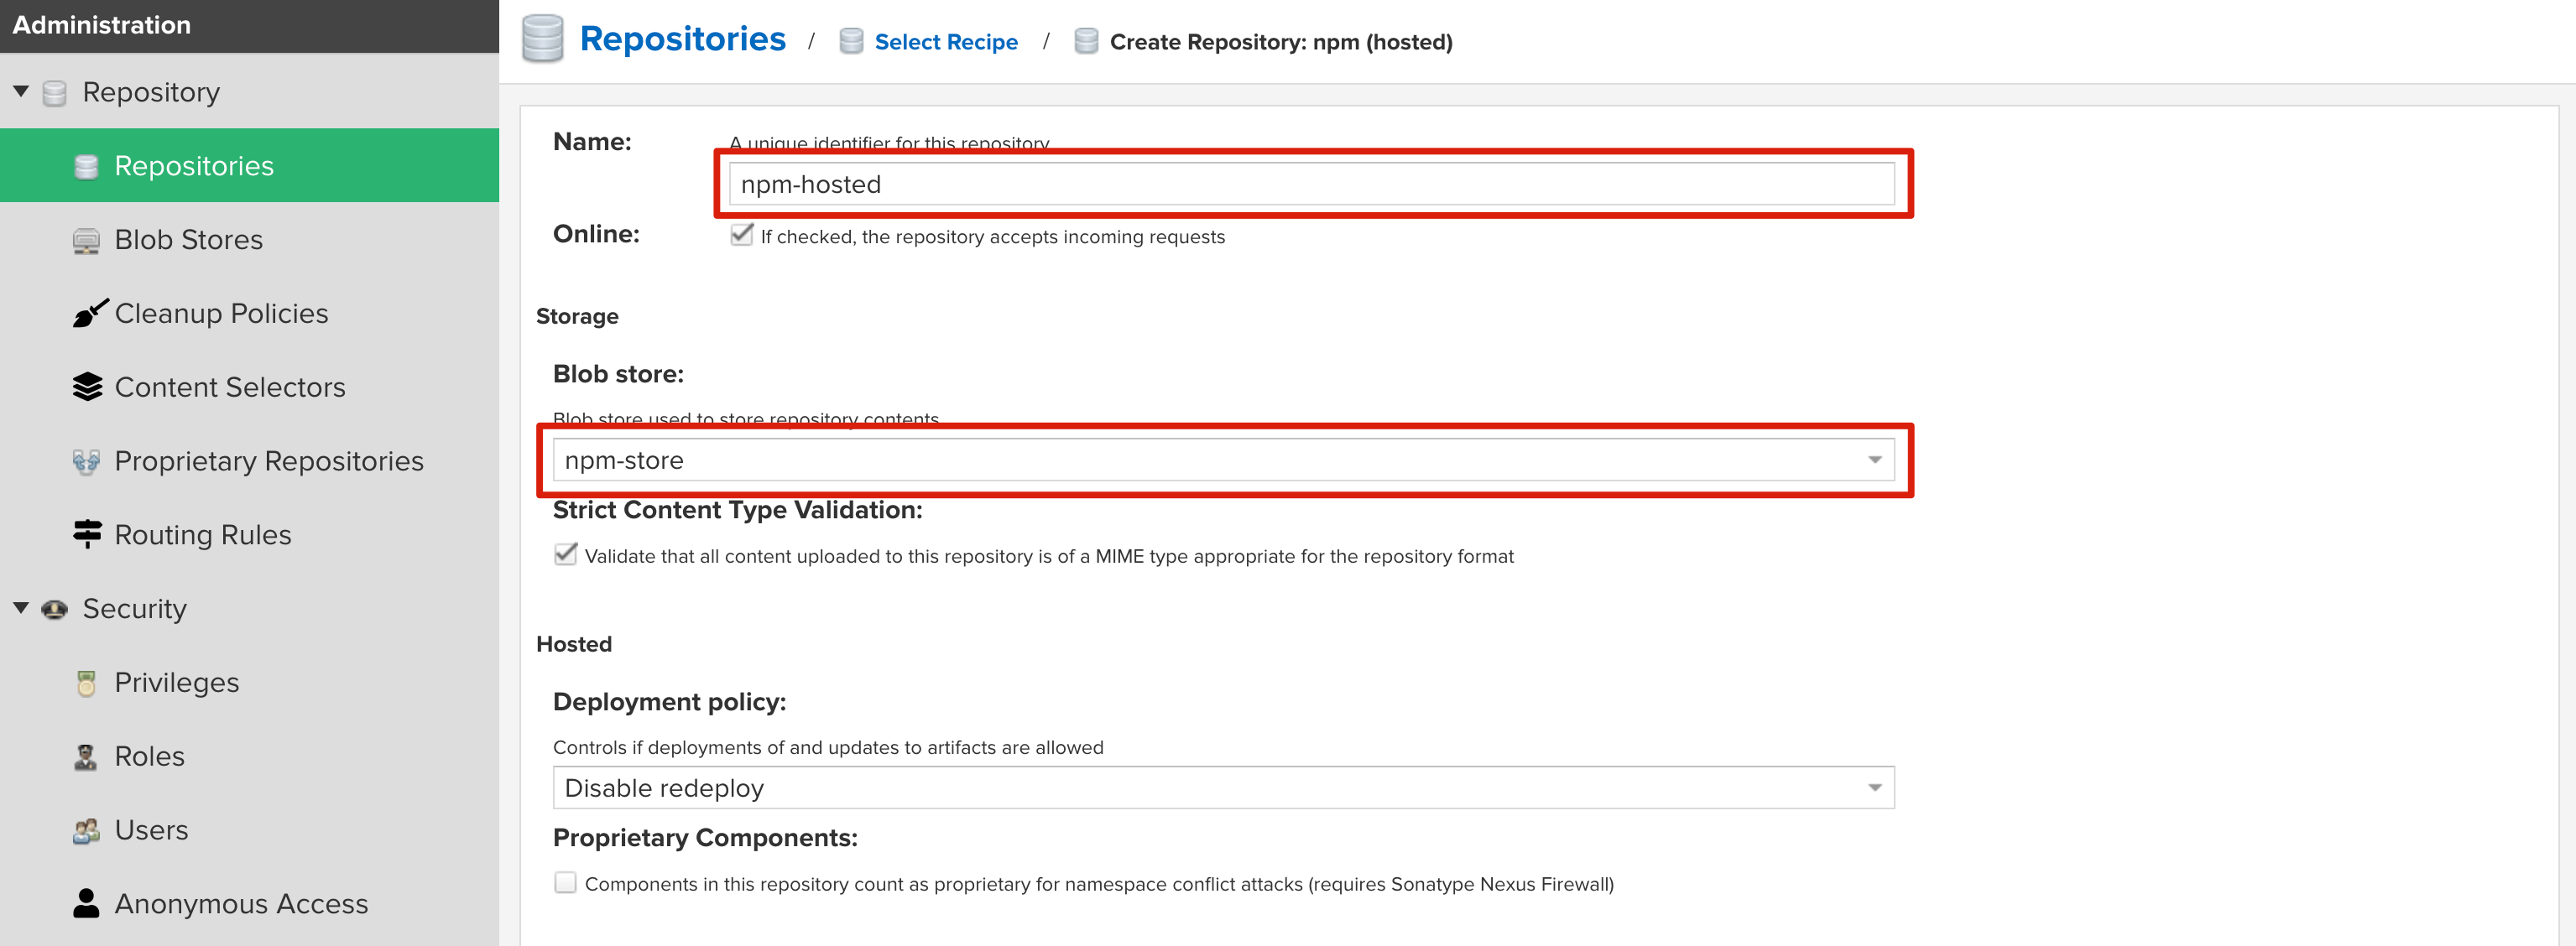 Administration
Repository
Repositories
Blob Stores
Cleanup Policies
Content Selectors
Proprietary Repositories
Routing Rules
Security
Privileges
Roles
Users
Anonymous Access
Repositories / Select Recipe / Create Repository: npm (hosted)
Name: A unique identifier for this repository
npm-hosted
Online: If checked, the repository accepts incoming requests
Storage
Blob store:
Blob store used to store repository contents
npm-store
Strict Content Type Validation:
Validate that all content uploaded to this repository is of a MIME type appropriate for the repository format
Hosted
Deployment policy:
Controls if deployments of and updates to artifacts are allowed
Disable redeploy
Proprietary Components:
Components in this repository count as proprietary for namespace conflict attacks (requires Sonatype Nexus Firewall)